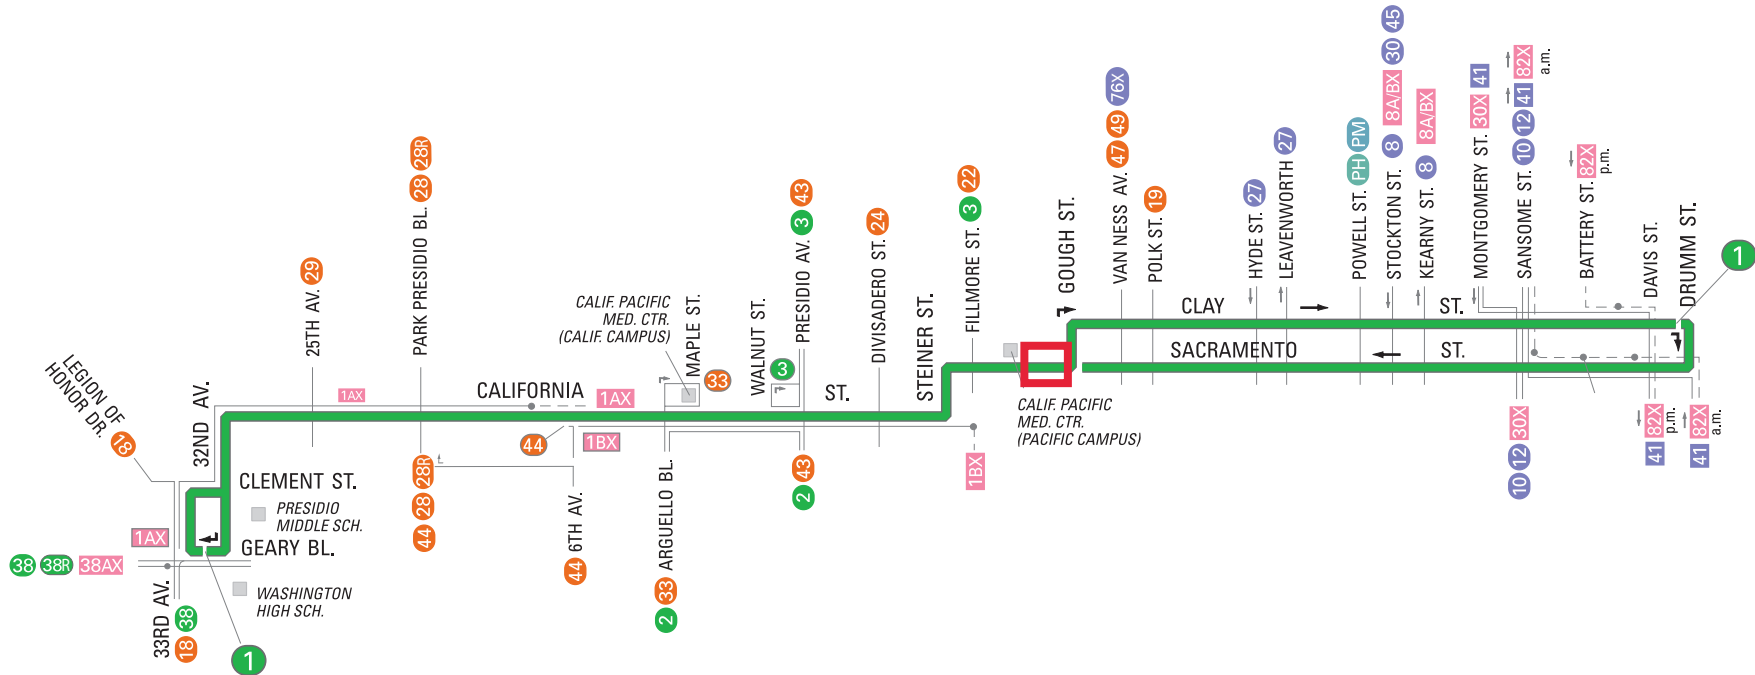 LEGION OF
HONOR DR. 18
32ND AV.
25TH AV. 29
PARK PRESIDIO BL. 28 28R
1AX
CALIFORNIA
1AX
CALIF. PACIFIC
MED. CTR.
(CALIF. CAMPUS)
MAPLE ST.
33
WALNUT ST.
3
PRESIDIO AV. 3 43
ST.
DIVISADERO ST. 24
STEINER ST.
FILLMORE ST. 3 22
GOUGH ST.
VAN NESS AV. 47 49 76X
POLK ST. 19
CLAY
ST.
HYDE ST. 27
LEAVENWORTH 27
POWELL ST. PH PM
STOCKTON ST. 8 8A/BX 30 45
KEARNY ST. 8 8A/BX
MONTGOMERY ST. 30X 41
SANSOME ST. 10 12 41 82X
a.m.
BATTERY ST. 82X
p.m.
DAVIS ST.
DRUMM ST.
1
SACRAMENTO
ST.
CALIF. PACIFIC
MED. CTR.
(PACIFIC CAMPUS)
CLEMENT ST.
PRESIDIO
MIDDLE SCH.
GEARY BL.
WASHINGTON
HIGH SCH.
1AX
38 38R 38AX
33RD AV.
18 38
1
44 28 28R
44
1BX
44 6TH AV.
2 33 ARGUELLO BL.
2 43
1BX
10 12 30X
41 82X
p.m.
41 82X
a.m.